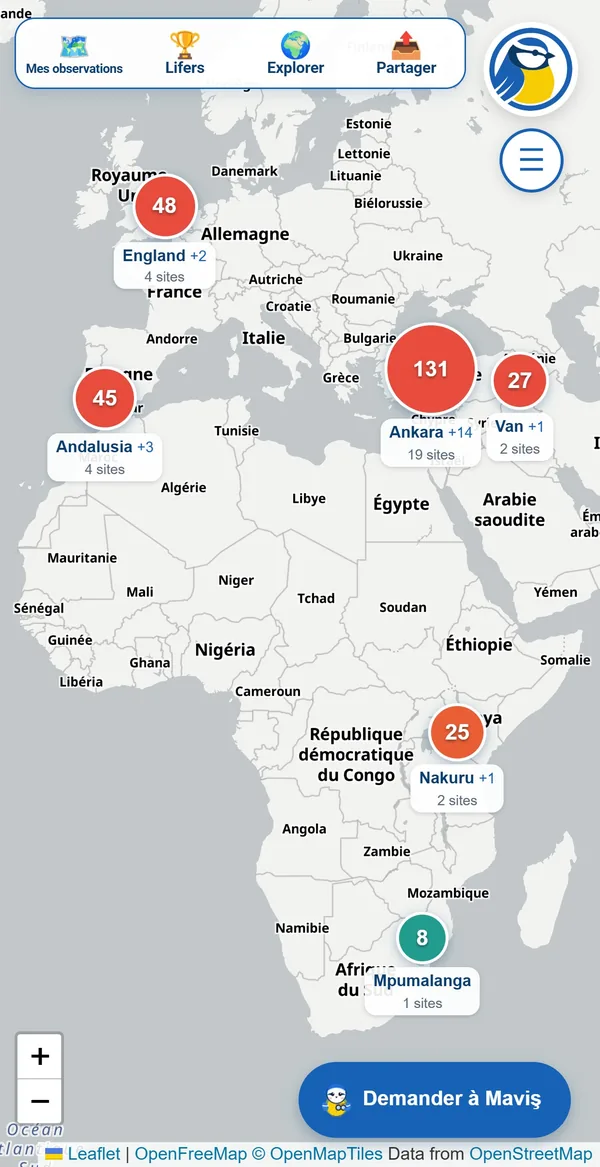 ande
Mes observations
Lifers
Explorer
Partager
☰
Estonie
Lettonie
Lituanie
Danemark
Royaume
Biélorussie
48
Allemagne
Ukraine
England +2
4 sites
Autriche
France
Croatie
Roumanie
Andorre
Italie
Bulgarie
131
27
Grèce
45
Ankara +14
19 sites
Van +1
2 sites
Tunisie
Andalusia +3
4 sites
Algérie
Libye
Égypte
Arabie
saoudite
Mauritanie
Mali
Niger
Tchad
Soudan
Yémen
Sénégal
Guinée
Ghana
Nigéria
Éthiopie
Somalie
Libéria
Cameroun
25
République
démocratique
du Congo
Nakuru +1
2 sites
Angola
Zambie
Mozambique
Namibie
8
Mpumalanga
1 sites
+
−
Demander à Maviş
Océan
Leaflet | OpenFreeMap © OpenMapTiles Data from OpenStreetMap